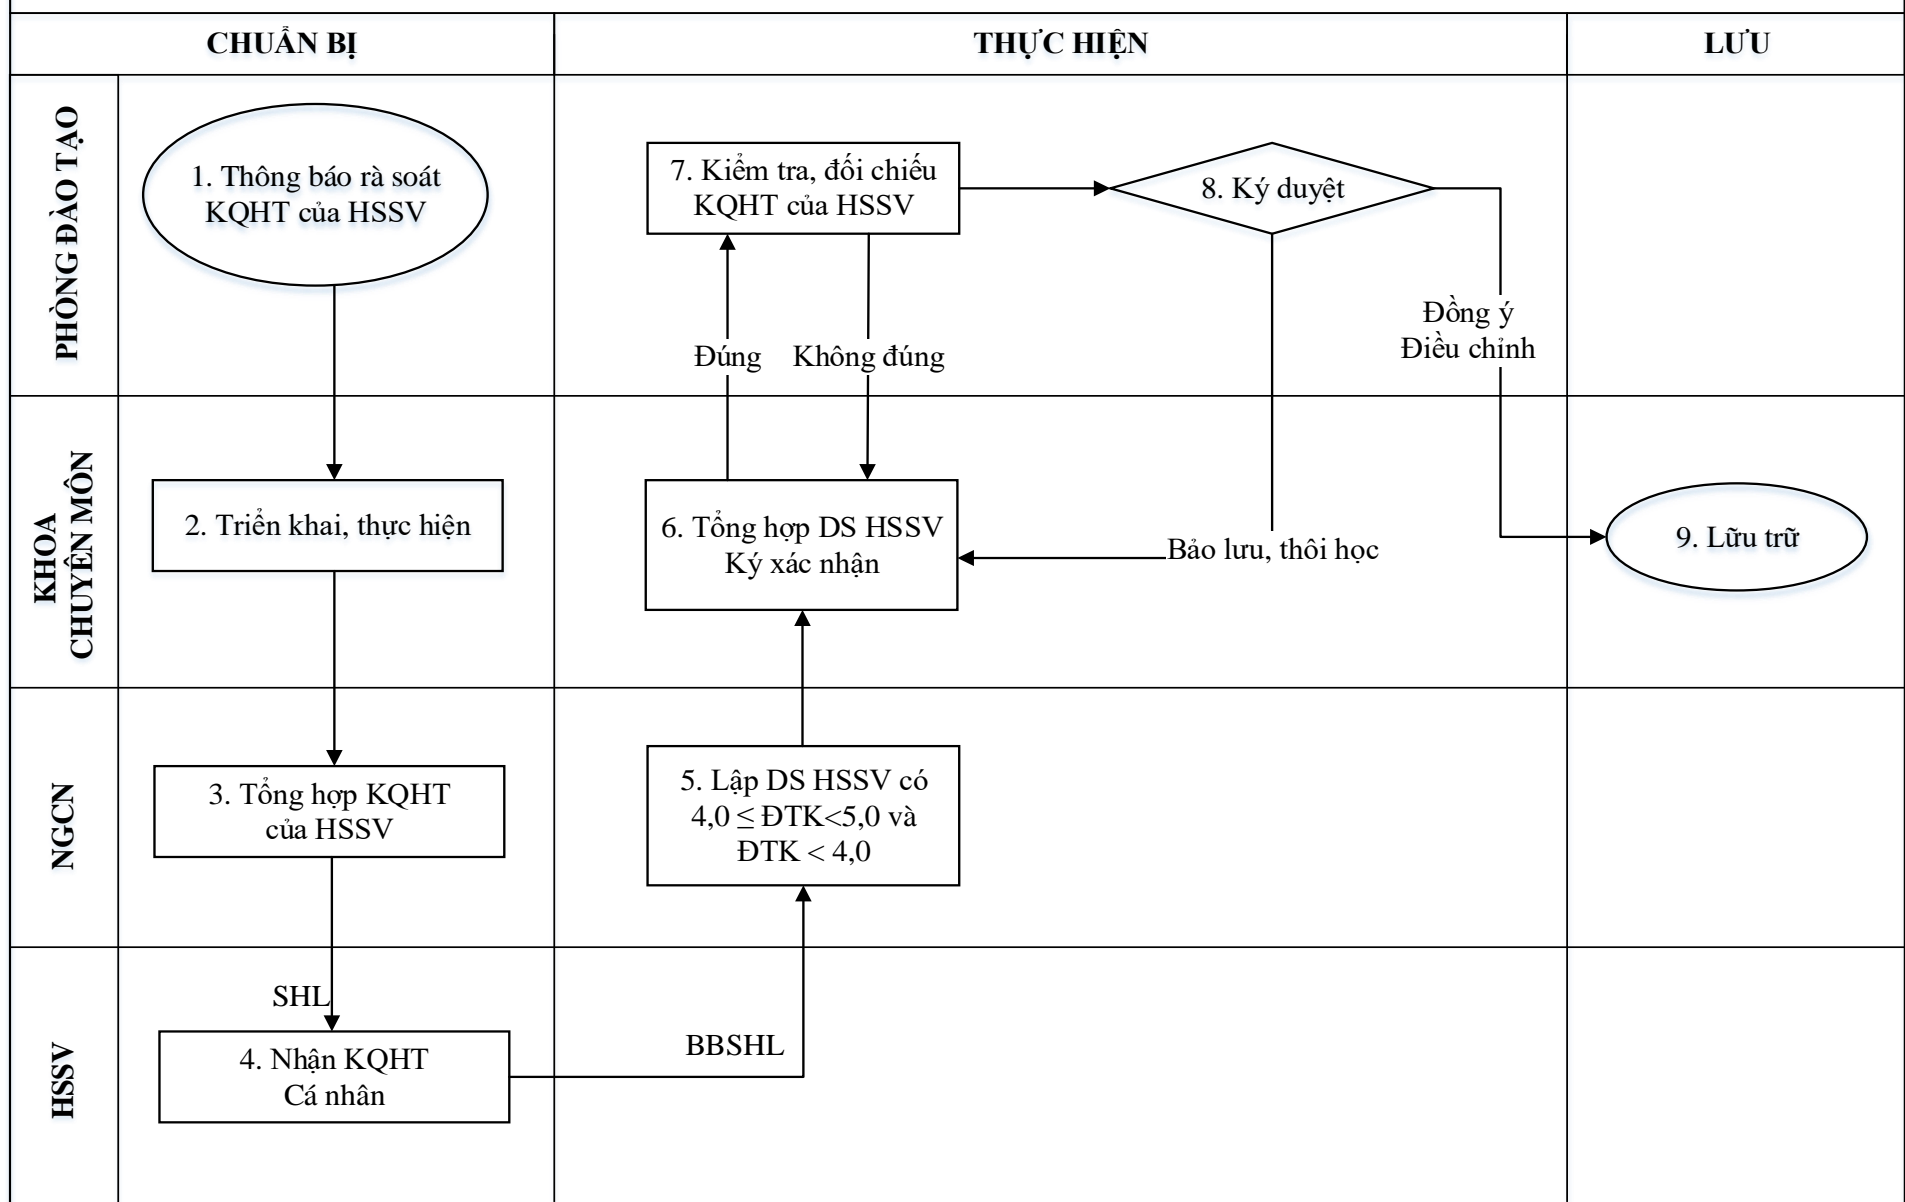 CHUẨN BỊ
THỰC HIỆN
LƯU
PHÒNG ĐÀO TẠO
1. Thông báo rà soát
KQHT của HSSV
7. Kiểm tra, đối chiếu
KQHT của HSSV
8. Ký duyệt
Đúng
Không đúng
Đồng ý
Điều chỉnh
KHOA
CHUYÊN MÔN
2. Triển khai, thực hiện
6. Tổng hợp DS HSSV
Ký xác nhận
Bảo lưu, thôi học
9. Lữu trữ
NGCN
3. Tổng hợp KQHT
của HSSV
5. Lập DS HSSV có
4,0 ≤ ĐTK<5,0 và
ĐTK < 4,0
HSSV
SHL
4. Nhận KQHT
Cá nhân
BBSHL